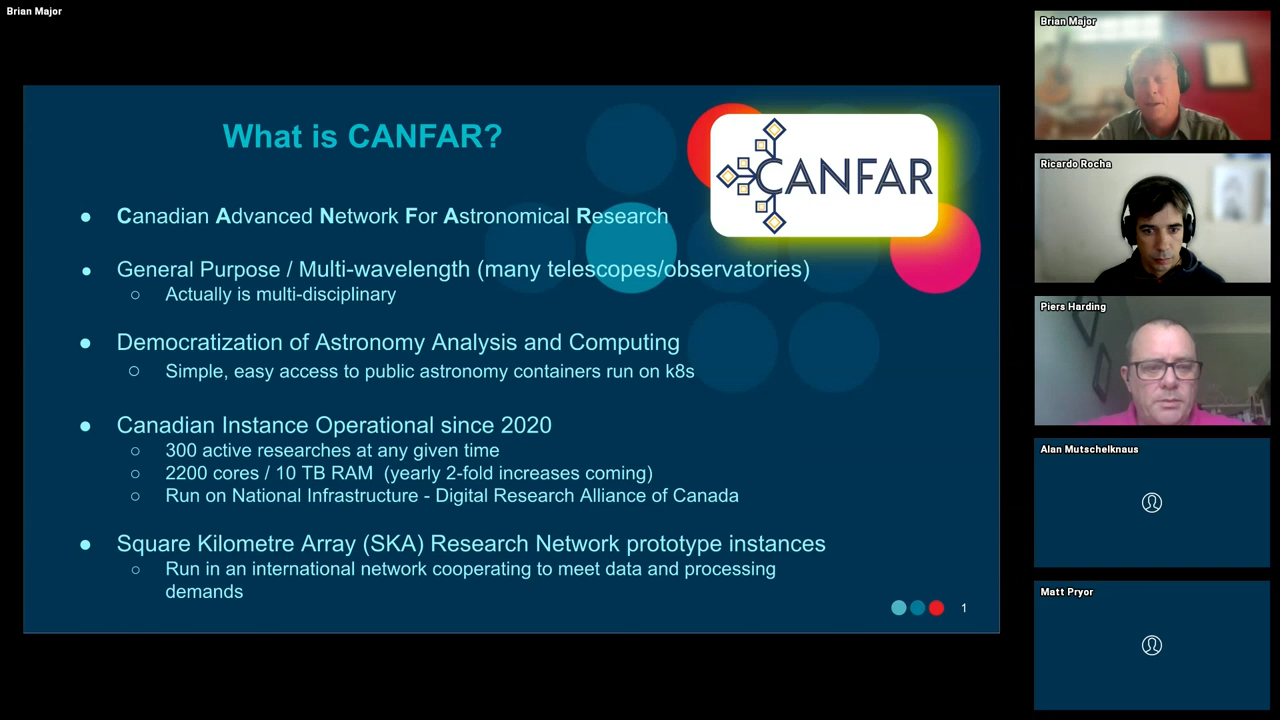 Brian Major
What is CANFAR?
CANFAR
● Canadian Advanced Network For Astronomical Research
● General Purpose / Multi-wavelength (many telescopes/observatories)
○ Actually is multi-disciplinary
● Democratization of Astronomy Analysis and Computing
○ Simple, easy access to public astronomy containers run on k8s
● Canadian Instance Operational since 2020
○ 300 active researches at any given time
○ 2200 cores / 10 TB RAM (yearly 2-fold increases coming)
○ Run on National Infrastructure - Digital Research Alliance of Canada
● Square Kilometre Array (SKA) Research Network prototype instances
○ Run in an international network cooperating to meet data and processing
demands
1
Brian Major
Ricardo Rocha
Piers Harding
Alan Mutschelknaus
Matt Pryor